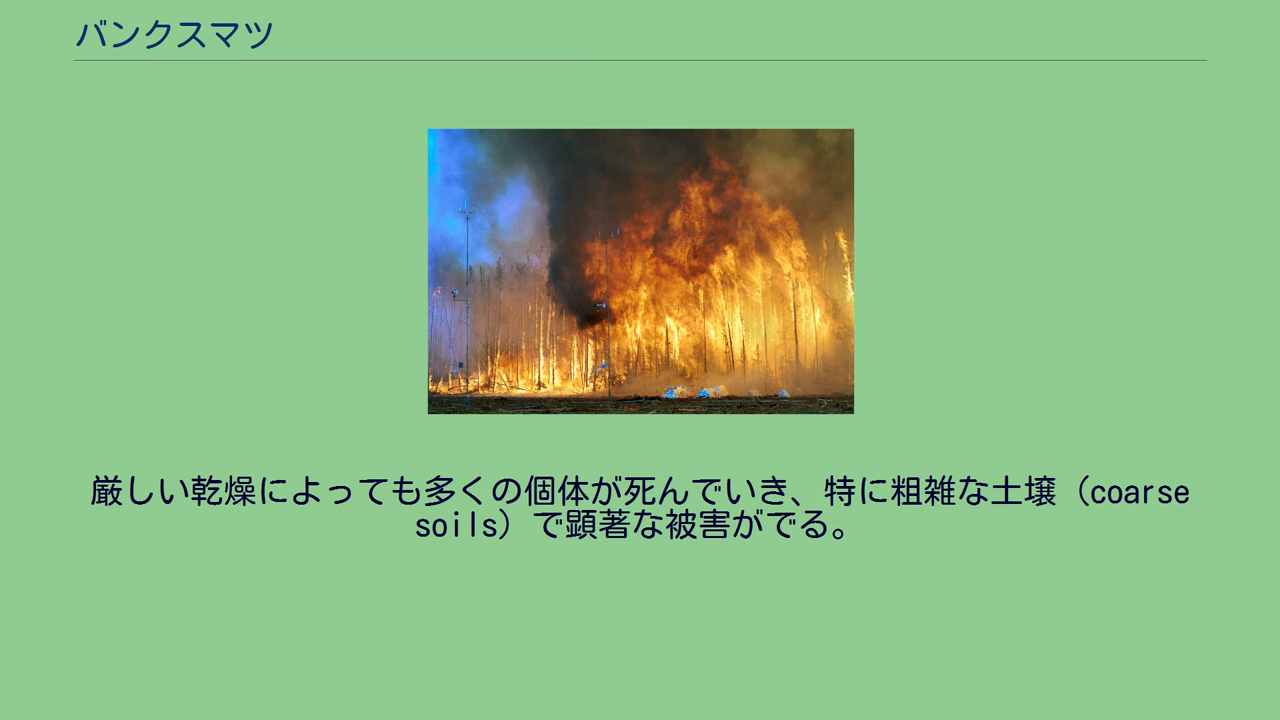 バンクスマツ
厳しい乾燥によっても多くの個体が死んでいき、特に粗雑な土壌（coarse
soils）で顕著な被害がでる。